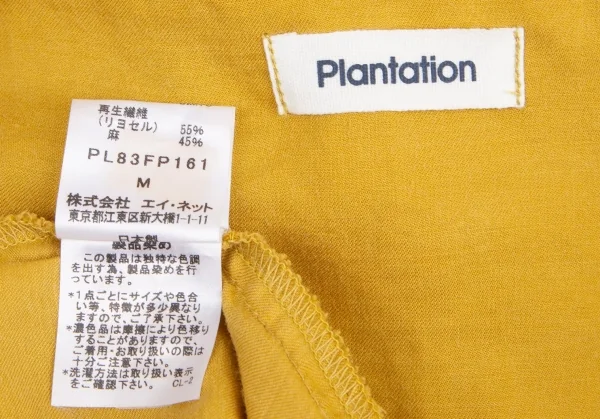 Plantation
再生繊維
(リヨセル) 55%
麻 45%
PL83FP161
M
株式会社 エイ・ネット
東京都江東区新大橋1-1-11
日本製
製品染め
この製品は独特な色調
を出す為、製品染めを行
っています。
*1点ごとにサイズや色合
い等、特徴が多少異なり
ますので、ご了承下さい。
*濃色品は摩擦により色移り
することがありますので、
ご着用・お取り扱いの際は
十分ご注意下さい。
*洗濯方法は取り扱い表示
をご確認下さい。 CL-2